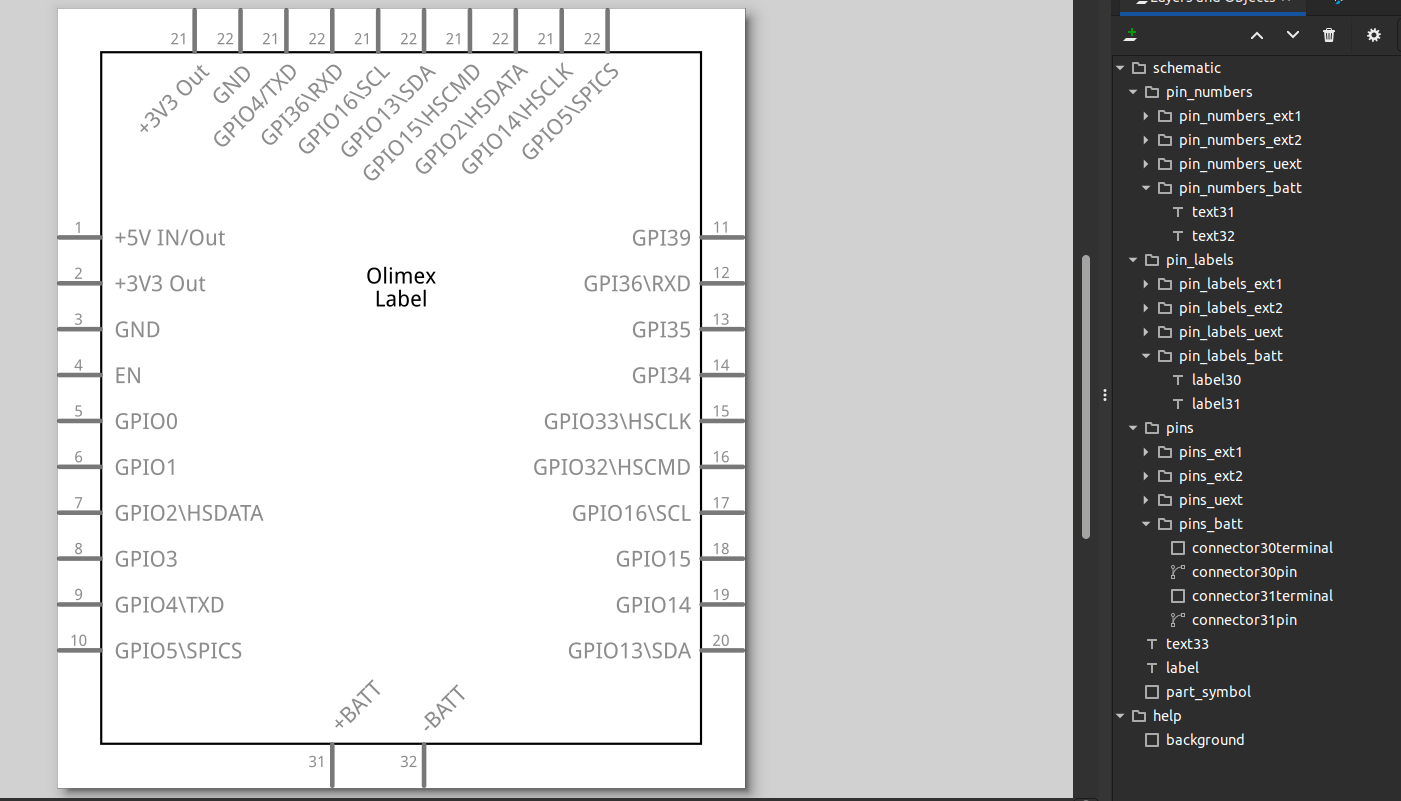 Layers and Objects
21 22 21 22 21 22 21 22 21 22
+3V3 Out
GND
GPIO4/TXD
GPI36\RXD
GPIO16\SCL
GPIO13\SDA
GPIO15\HSCMD
GPIO2\HSDATA
GPIO14\HSCLK
GPIO5\SPICS
1 +5V IN/Out
2 +3V3 Out
3 GND
4 EN
5 GPIO0
6 GPIO1
7 GPIO2\HSDATA
8 GPIO3
9 GPIO4\TXD
10 GPIO5\SPICS
Olimex
Label
GPI39 11
GPI36\RXD 12
GPI35 13
GPI34 14
GPIO33\HSCLK 15
GPIO32\HSCMD 16
GPIO16\SCL 17
GPIO15 18
GPIO14 19
GPIO13\SDA 20
+BATT
-BATT
31 32
schematic
pin_numbers
pin_numbers_ext1
pin_numbers_ext2
pin_numbers_uext
pin_numbers_batt
text31
text32
pin_labels
pin_labels_ext1
pin_labels_ext2
pin_labels_uext
pin_labels_batt
label30
label31
pins
pins_ext1
pins_ext2
pins_uext
pins_batt
connector30terminal
connector30pin
connector31terminal
connector31pin
text33
label
part_symbol
help
background